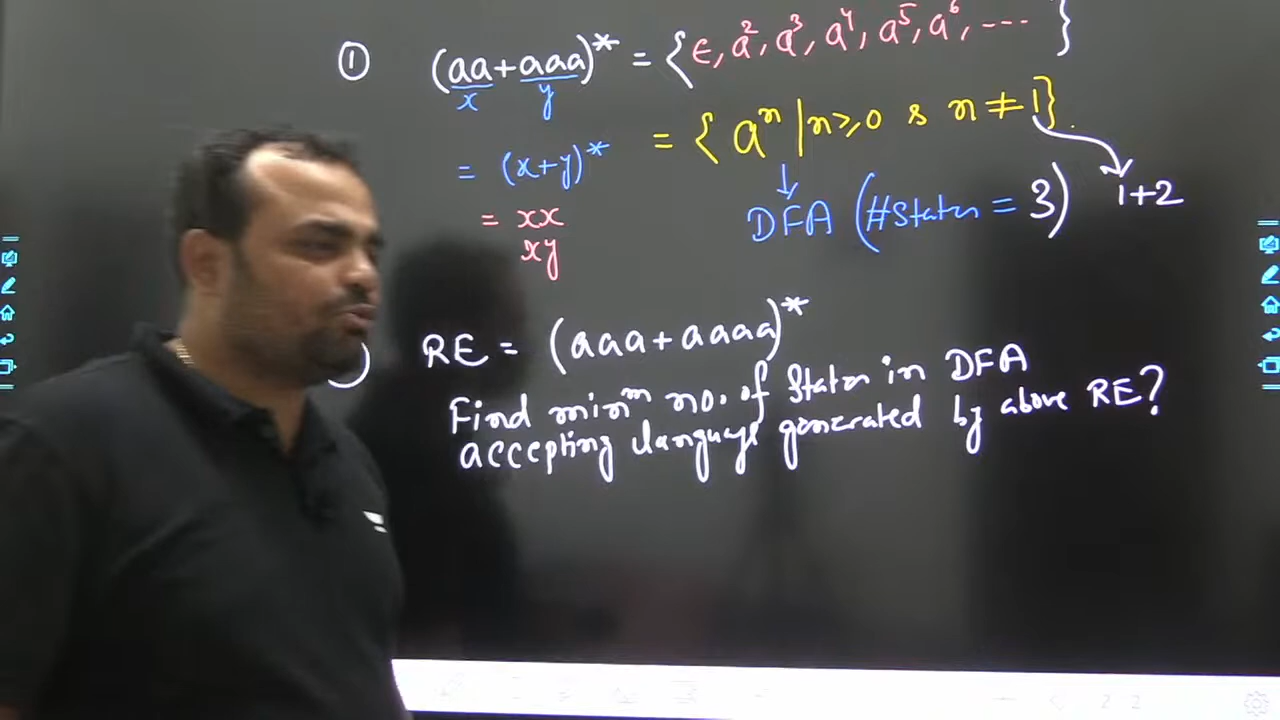 ① (aa+aaa)* = {ϵ, a², a³, a⁴, a⁵, a⁶, ---- }
x y
= {aⁿ | n≥0 & n≠1}.
= (x+y)*
DFA (#States = 3) 1+2
= xx
xy
) RE = (aaa+aaaa)*
Find minᵐ no. of States in DFA
accepting language generated by above RE?